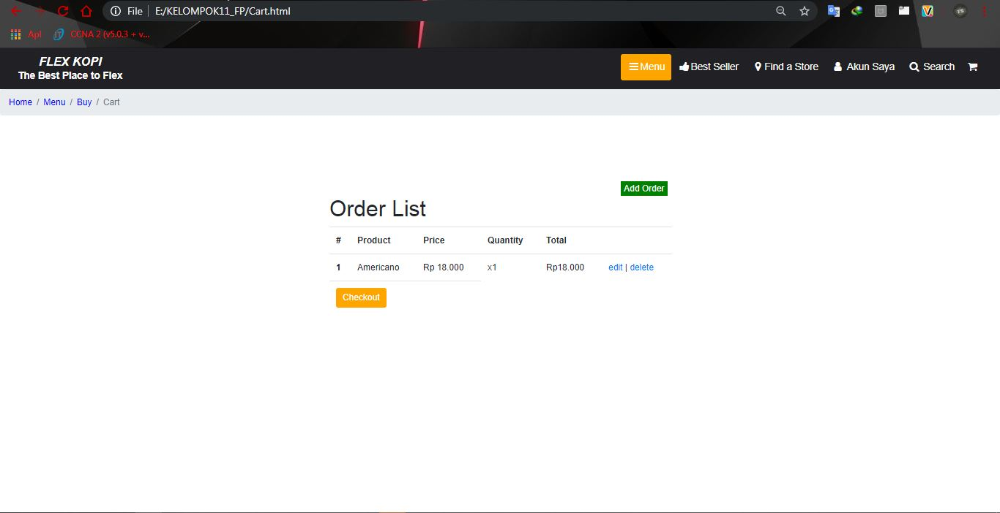 File E:/KELOMPOK11_FP/Cart.html
Apl CCNA 2 (v5.0.3 + v...
FLEX KOPI
The Best Place to Flex
Menu Best Seller Find a Store Akun Saya Search
Home / Menu / Buy / Cart
Add Order
Order List
# Product Price Quantity Total
1 Americano Rp 18.000 x1 Rp18.000 edit | delete
Checkout